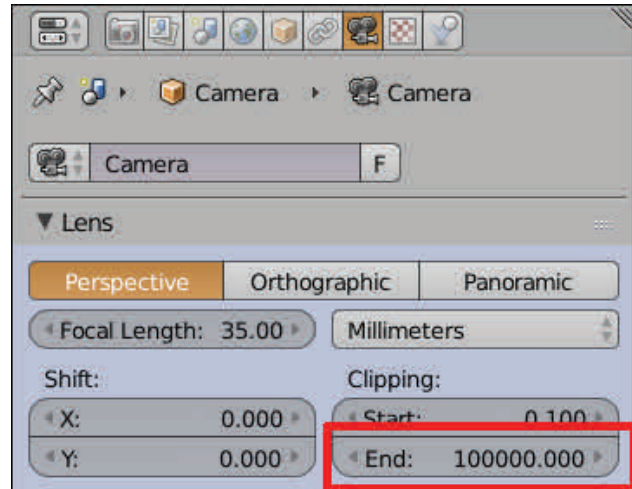 Camera Camera
Camera F
Lens
Perspective Orthographic Panoramic
Focal Length: 35.00 Millimeters
Shift: Clipping:
X: 0.000 Start: 0.100
Y: 0.000 End: 100000.000